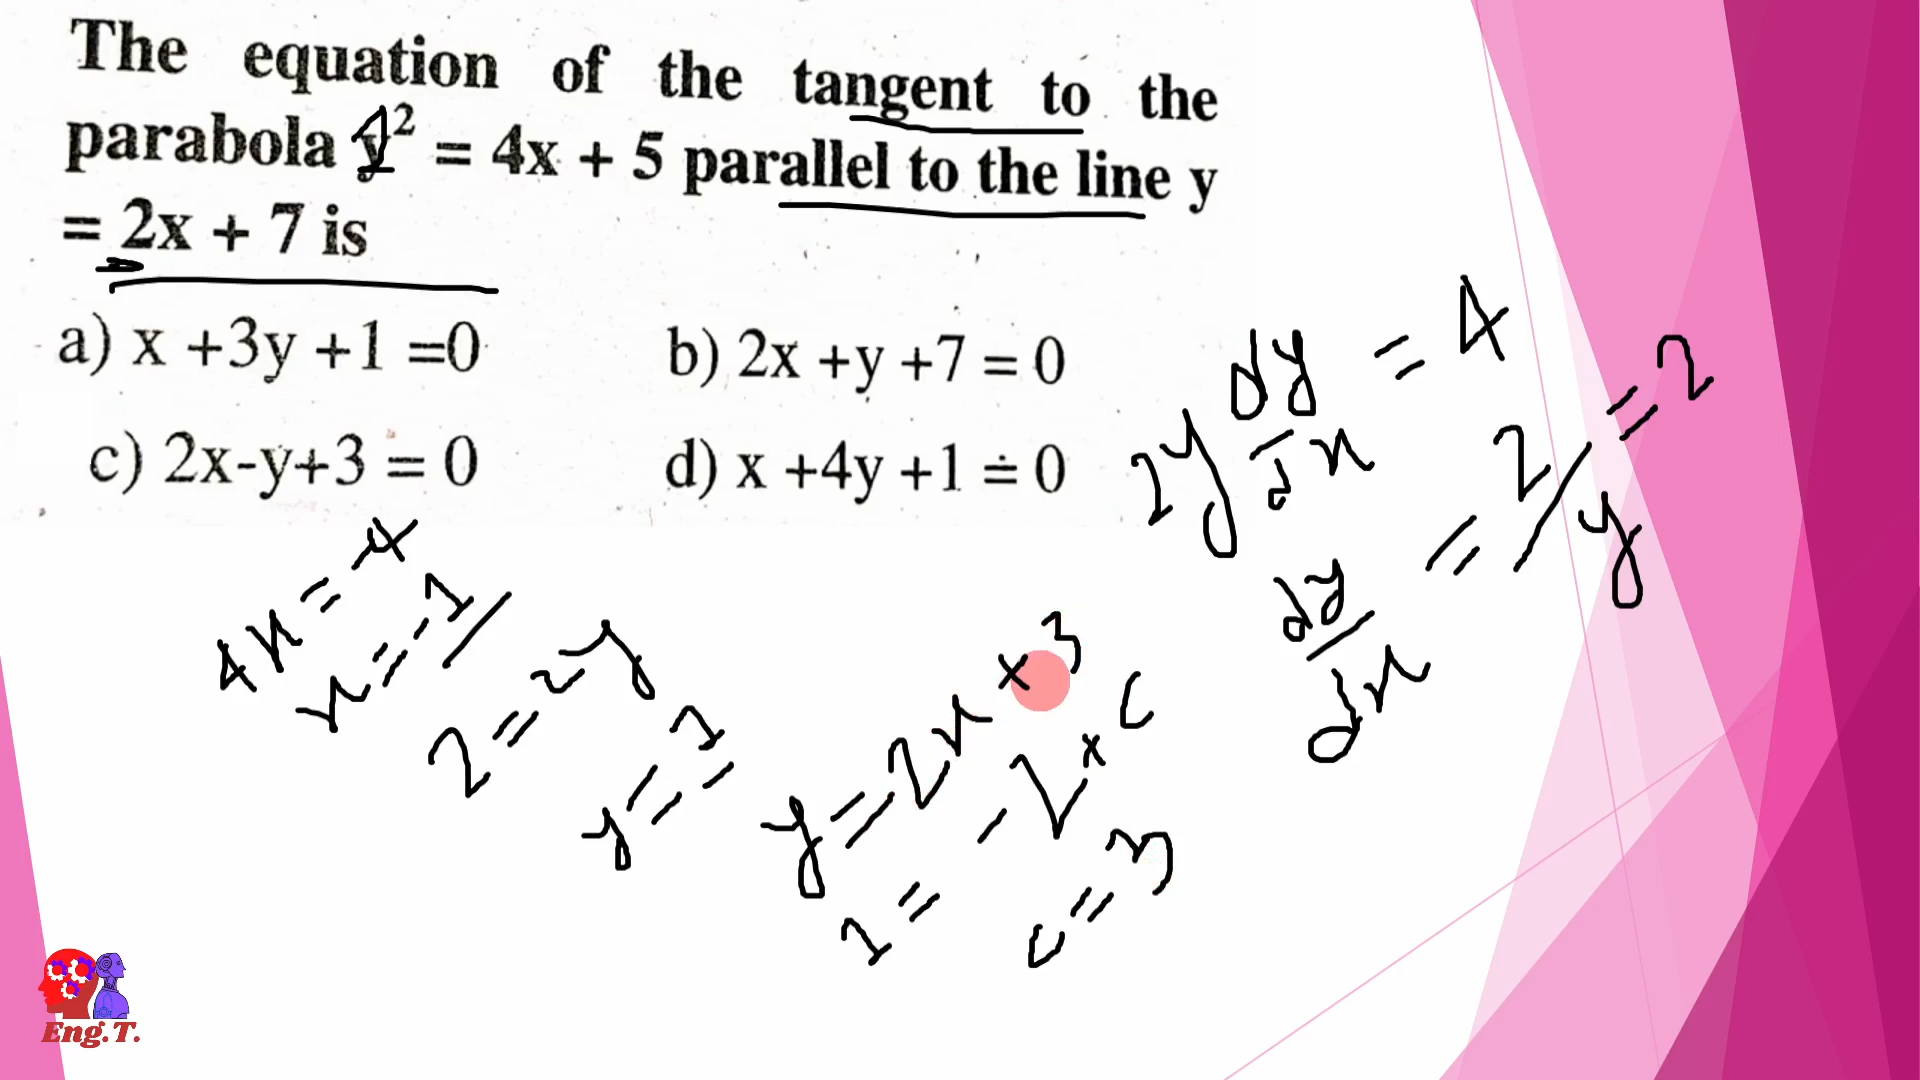 The equation of the tangent to the
parabola y² = 4x + 5 parallel to the line y
= 2x + 7 is
a) x +3y +1 =0
b) 2x +y +7 = 0
c) 2x-y+3 = 0
d) x +4y +1 = 0
2y dy/dx = 4
dy/dx = 2/y = 2
4x = -4
x = -1
2 = 2y
y = 1
y = 2x + 3
1 = -2 + c
c = 3
Eng.T.